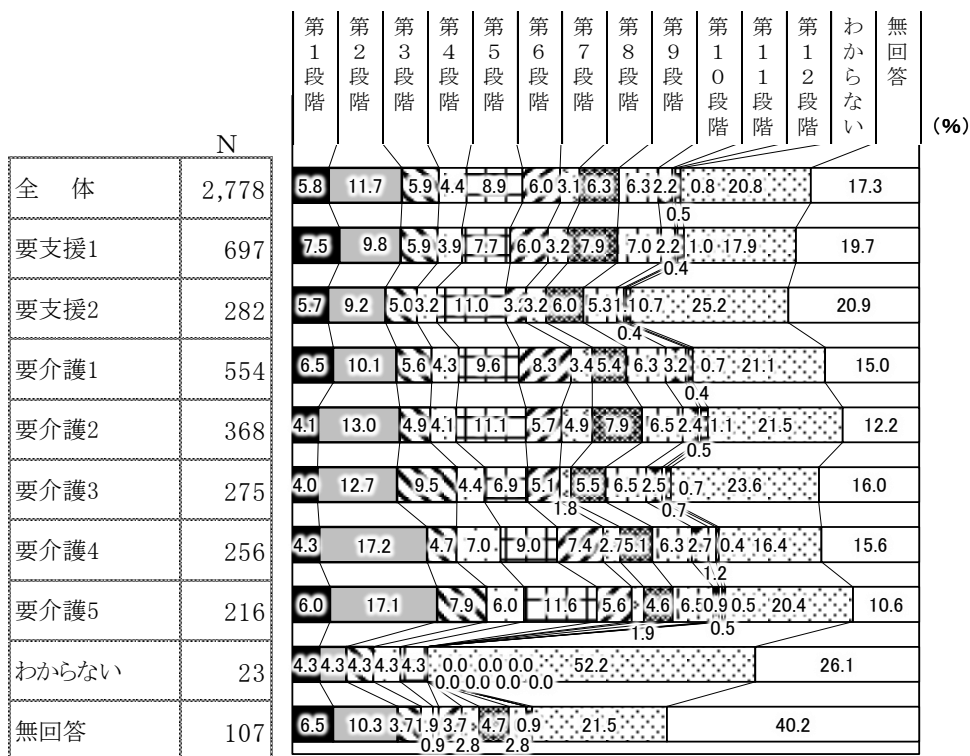 第1段階
第2段階
第3段階
第4段階
第5段階
第6段階
第7段階
第8段階
第9段階
第10段階
第11段階
第12段階
わからない
無回答
(%)
N
全 体 2,778 5.8 11.7 5.9 4.4 8.9 6.0 3.1 6.3 6.3 2.2 0.8 20.8 17.3
0.5
要支援1 697 7.5 9.8 5.9 3.9 7.7 6.0 3.2 7.9 7.0 2.2 1.0 17.9 19.7
0.4
要支援2 282 5.7 9.2 5.0 3.2 11.0 3.2 3.2 6.0 5.3 1.1 0.7 25.2 20.9
0.4
要介護1 554 6.5 10.1 5.6 4.3 9.6 8.3 3.4 5.4 6.3 3.2 0.7 21.1 15.0
0.4
要介護2 368 4.1 13.0 4.9 4.1 11.1 5.7 4.9 7.9 6.5 2.4 1.1 21.5 12.2
0.5
要介護3 275 4.0 12.7 9.5 4.4 6.9 5.1 5.5 6.5 2.5 0.7 23.6 16.0
1.8 0.7
要介護4 256 4.3 17.2 4.7 7.0 9.0 7.4 2.7 5.1 6.3 2.7 0.4 16.4 15.6
1.2
要介護5 216 6.0 17.1 7.9 6.0 11.6 5.6 4.6 6.5 0.9 0.5 20.4 10.6
1.9 0.5
わからない 23 4.3 4.3 4.3 4.3 4.3 0.0 0.0 0.0 52.2 26.1
0.0 0.0 0.0 0.0
無回答 107 6.5 10.3 3.7 1.9 3.7 4.7 0.9 21.5 40.2
0.9 2.8 2.8